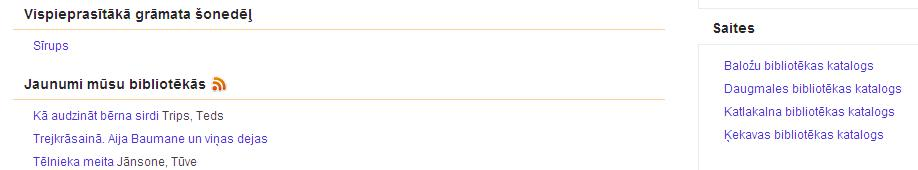 Vispieprasītākā grāmata šonedēļ
Sīrups
Jaunumi mūsu bibliotēkās
Kā audzināt bērna sirdi Trips, Teds
Trejkrāsainā. Aija Baumane un viņas dejas
Tēlnieka meita Jānsone, Tūve
Saites
Baložu bibliotēkas katalogs
Daugmales bibliotēkas katalogs
Katlakalna bibliotēkas katalogs
Ķekavas bibliotēkas katalogs